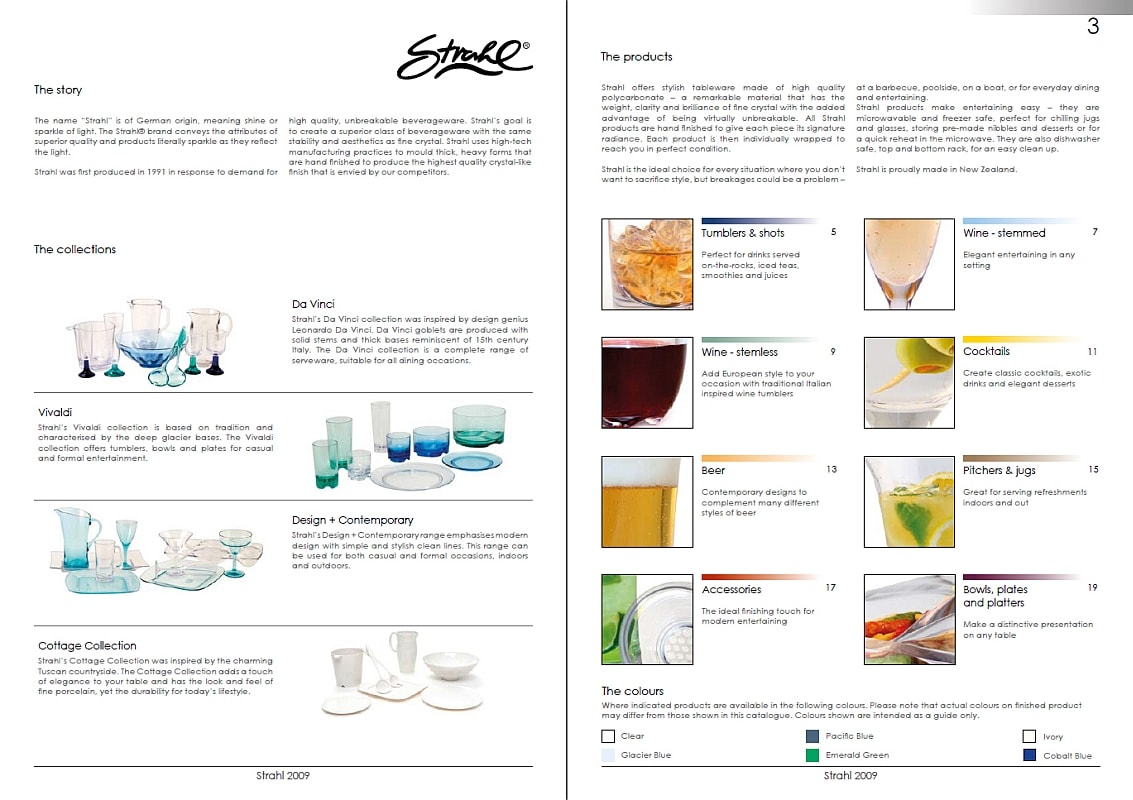 Strahl®
The story
The name "Strahl" is of German origin, meaning shine or
sparkle of light. The Strahl® brand conveys the attributes of
superior quality and products literally sparkle as they reflect
the light.
Strahl was first produced in 1991 in response to demand for
high quality, unbreakable beverageware. Strahl's goal is
to create a superior class of beverageware with the same
stability and aesthetics as fine crystal. Strahl uses high-tech
manufacturing practices to mould thick, heavy forms that
are hand finished to produce the highest quality crystal-like
finish that is envied by our competitors.
The collections
Da Vinci
Strahl's Da Vinci collection was inspired by design genius
Leonardo Da Vinci. Da Vinci goblets are produced with
solid stems and thick bases reminiscent of 15th century
Italy. The Da Vinci collection is a complete range of
serveware, suitable for all dining occasions.
Vivaldi
Strahl's Vivaldi collection is based on tradition and
characterised by the deep glacier bases. The Vivaldi
collection offers tumblers, bowls and plates for casual
and formal entertainment.
Design + Contemporary
Strahl's Design + Contemporary range emphasises modern
design with simple and stylish clean lines. This range can
be used for both casual and formal occasions, indoors
and outdoors.
Cottage Collection
Strahl's Cottage Collection was inspired by the charming
Tuscan countryside. The Cottage Collection adds a touch
of elegance to your table and has the look and feel of
fine porcelain, yet the durability for today's lifestyle.
Strahl 2009
3
The products
Strahl offers stylish tableware made of high quality
polycarbonate – a remarkable material that has the
weight, clarity and brilliance of fine crystal with the added
advantage of being virtually unbreakable. All Strahl
products are hand finished to give each piece its signature
radiance. Each product is then individually wrapped to
reach you in perfect condition.
Strahl is the ideal choice for every situation where you don't
want to sacrifice style, but breakages could be a problem –
at a barbecue, poolside, on a boat, or for everyday dining
and entertaining.
Strahl products make entertaining easy – they are
microwavable and freezer safe, perfect for chilling jugs
and glasses, storing pre-made nibbles and desserts or for
a quick reheat in the microwave. They are also dishwasher
safe, top and bottom rack, for an easy clean up.
Strahl is proudly made in New Zealand.
Tumblers & shots 5
Perfect for drinks served
on-the-rocks, iced teas,
smoothies and juices
Wine - stemmed 7
Elegant entertaining in any
setting
Wine - stemless 9
Add European style to your
occasion with traditional Italian
inspired wine tumblers
Cocktails 11
Create classic cocktails, exotic
drinks and elegant desserts
Beer 13
Contemporary designs to
complement many different
styles of beer
Pitchers & jugs 15
Great for serving refreshments
indoors and out
Accessories 17
The ideal finishing touch for
modern entertaining
Bowls, plates 19
and platters
Make a distinctive presentation
on any table
The colours
Where indicated products are available in the following colours. Please note that actual colours on finished product
may differ from those shown in this catalogue. Colours shown are intended as a guide only.
Clear Pacific Blue Ivory
Glacier Blue Emerald Green Cobalt Blue
Strahl 2009